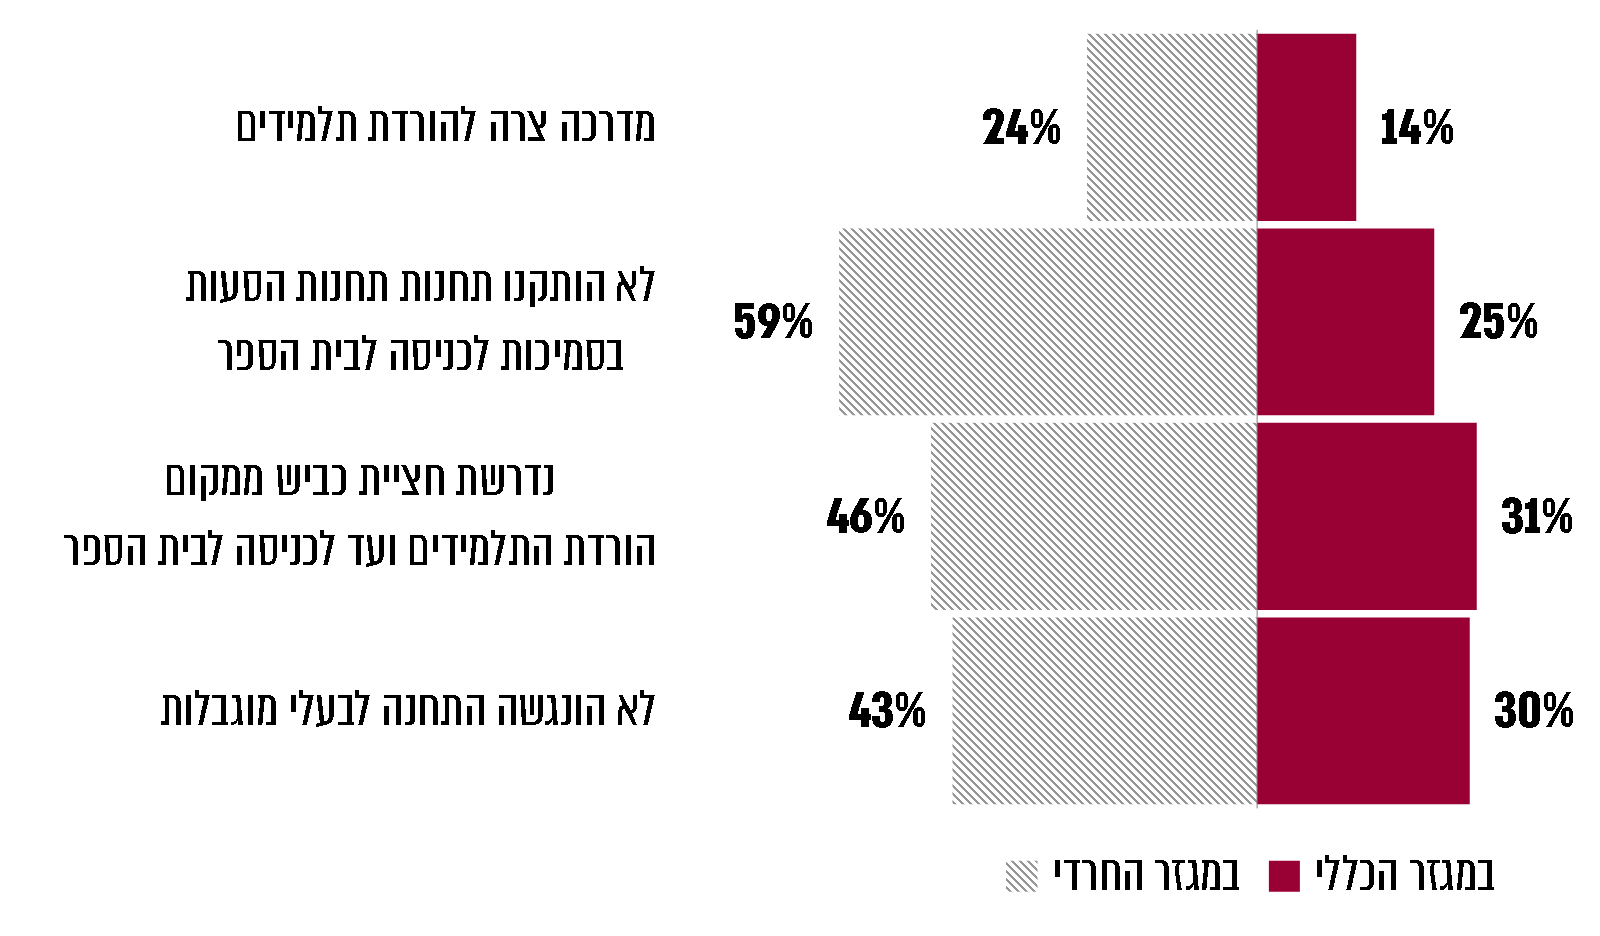 מדרכה צרה להורדת תלמידים
24%
14%
לא הותקנו תחנות תחנות הסעות
בסמיכות לכניסה לבית הספר
59%
25%
נדרשת חציית כביש ממקום
הורדת התלמידים ועד לכניסה לבית הספר
46%
31%
לא הונגשה התחנה לבעלי מוגבלות
43%
30%
במגזר הכללי
במגזר החרדי